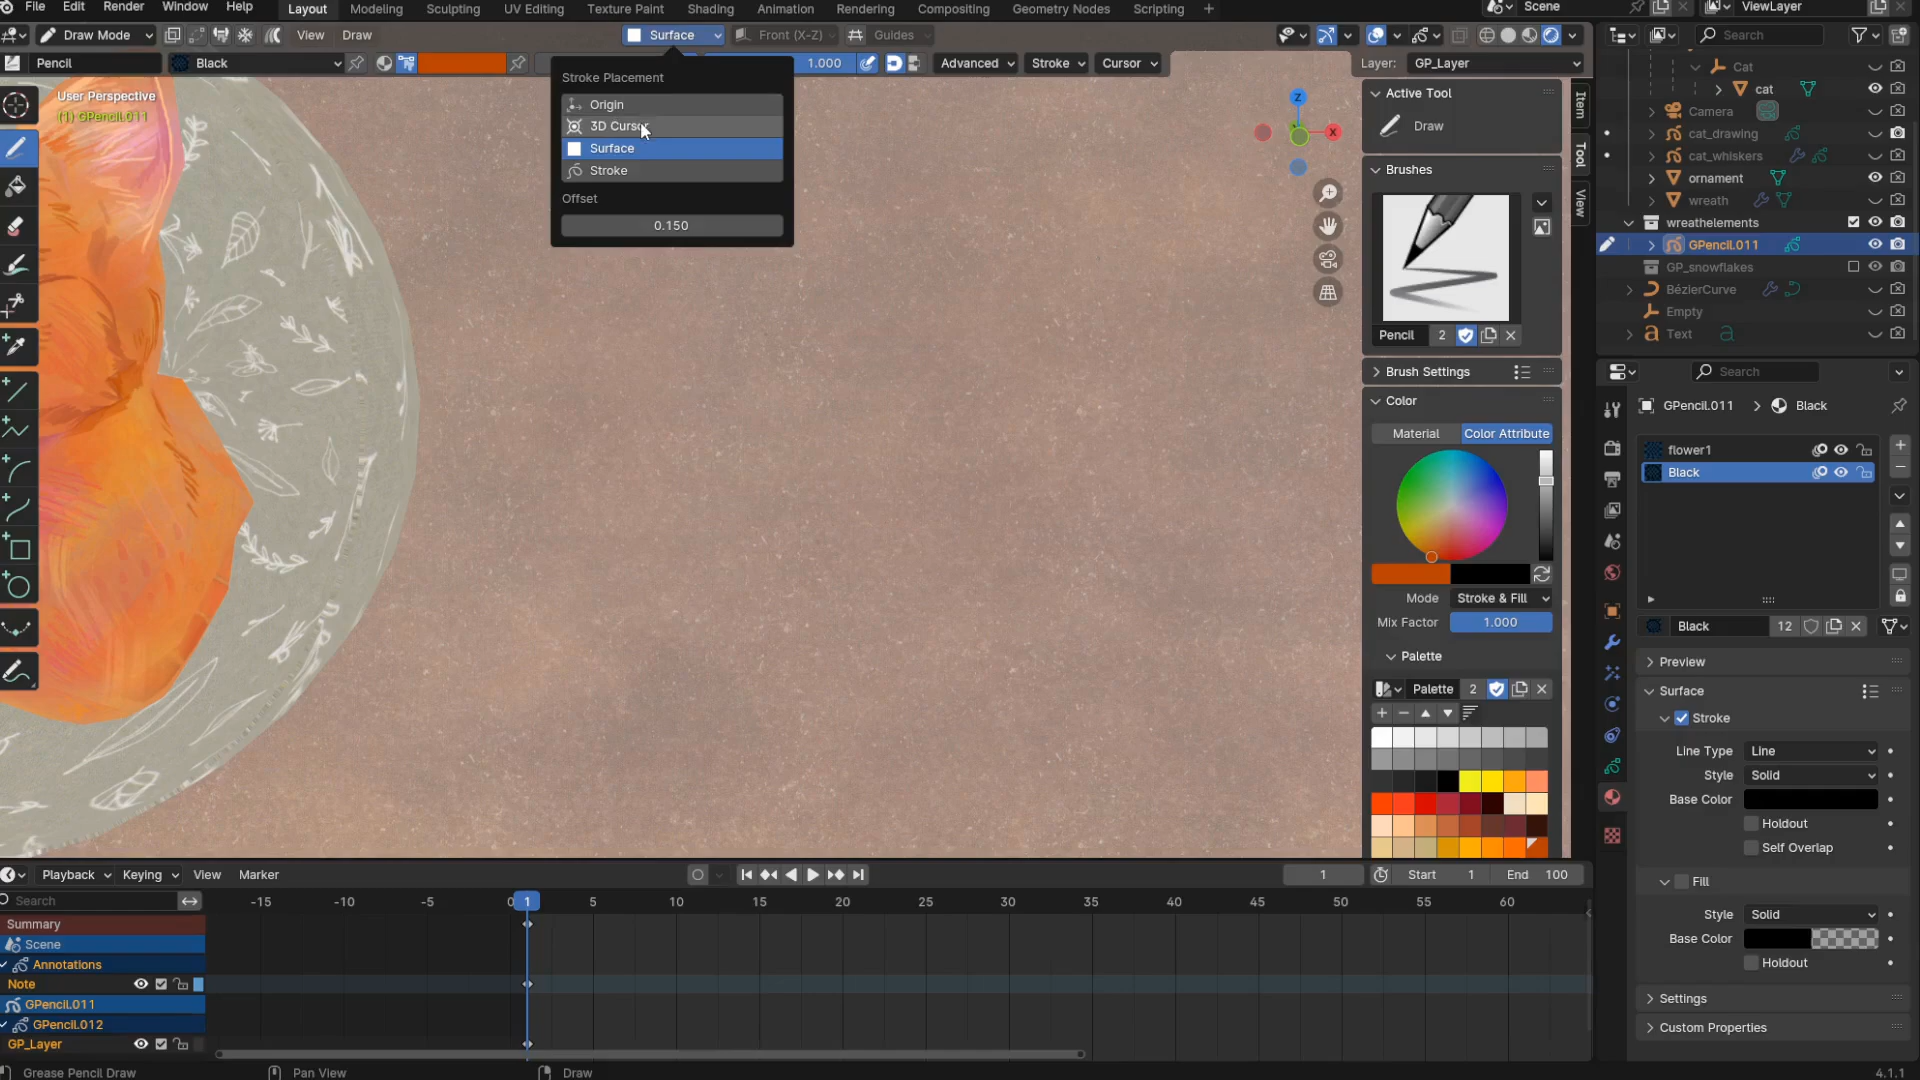 File Edit Render Window Help Layout Modeling Sculpting UV Editing Texture Paint Shading Animation Rendering Compositing Geometry Nodes Scripting + Scene ViewLayer
Draw Mode View Draw Surface Front (X-Z) Guides Search
Pencil Black 1.000 Advanced Stroke Cursor Layer: GP_Layer
User Perspective
(1) GPencil.011
Stroke Placement
Origin
3D Cursor
Surface
Stroke
Offset
0.150
Z
X
Active Tool
Draw
Brushes
Pencil 2
Brush Settings
Color
Material Color Attribute
Mode Stroke & Fill
Mix Factor 1.000
Palette
Palette 2
Item
Tool
View
Cat
cat
Camera
cat_drawing
cat_whiskers
ornament
wreath
wreathelements
GPencil.011
GP_snowflakes
BézierCurve
Empty
Text
Search
GPencil.011 > Black
flower1
Black
Black 12
Preview
Surface
Stroke
Line Type Line
Style Solid
Base Color
Holdout
Self Overlap
Fill
Style Solid
Base Color
Holdout
Settings
Custom Properties
Playback Keying View Marker 1 Start 1 End 100
Search -15 -10 -5 0 1 5 10 15 20 25 30 35 40 45 50 55 60
Summary
Scene
Annotations
Note
GPencil.011
GPencil.012
GP_Layer
Grease Pencil Draw Pan View Draw 4.1.1